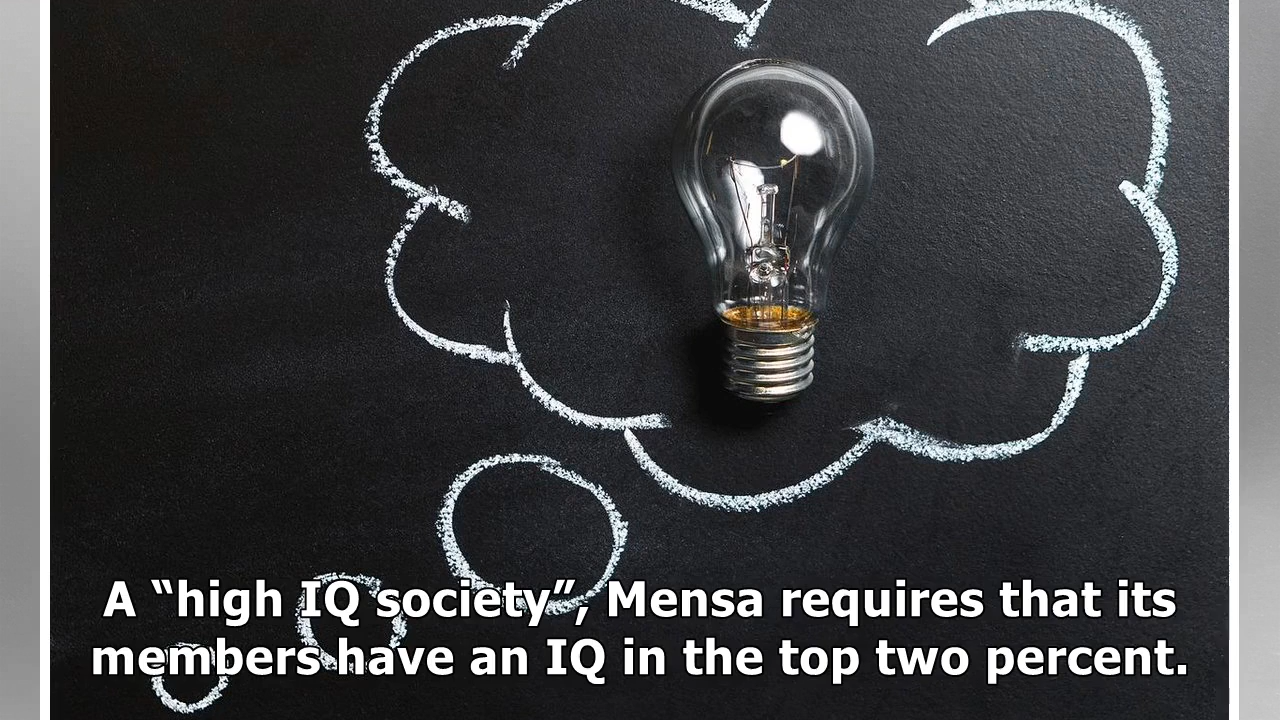 A “high IQ society”, Mensa requires that its
members have an IQ in the top two percent.